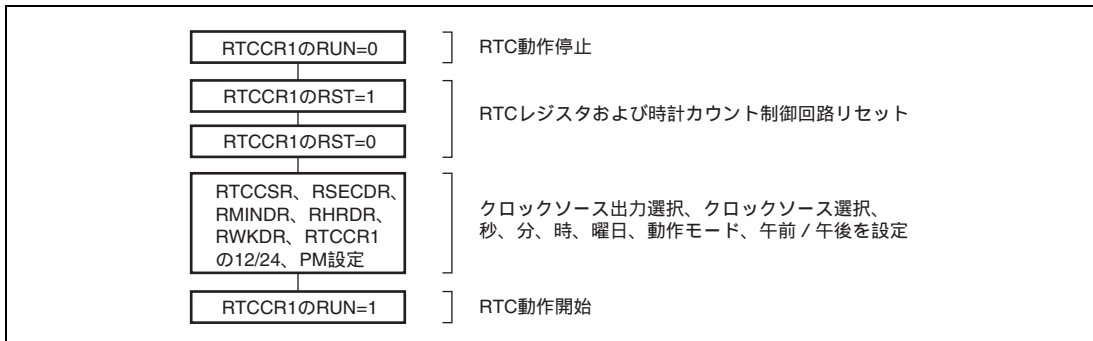 RTCCR1のRUN=0
RTC動作停止
RTCCR1のRST=1
RTCレジスタおよび時計カウント制御回路リセット
RTCCR1のRST=0
RTCCSR、RSECDR、
RMINDR、RHRDR、
RWKDR、RTCCR1
の12/24、PM設定
クロックソース出力選択、クロックソース選択、
秒、分、時、曜日、動作モード、午前 / 午後を設定
RTCCR1のRUN=1
RTC動作開始